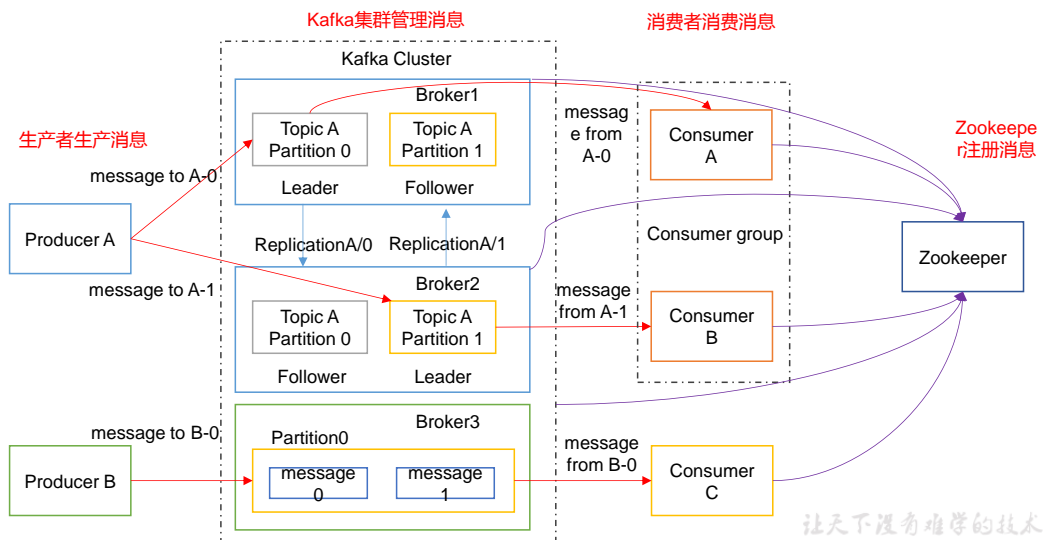 Kafka集群管理消息
消费者消费消息
Kafka Cluster
Broker1
生产者生产消息
Topic A
Partition 0
Topic A
Partition 1
messag
e from
A-0
Consumer
A
Zookeepe
r注册消息
message to A-0
Leader
Follower
Producer A
ReplicationA/0
ReplicationA/1
Consumer group
Zookeeper
message to A-1
Broker2
Topic A
Partition 0
Topic A
Partition 1
message
from A-1
Consumer
B
Follower
Leader
message to B-0
Broker3
Partition0
message
0
message
1
message
from B-0
Producer B
Consumer
C
让天下没有难学的技术